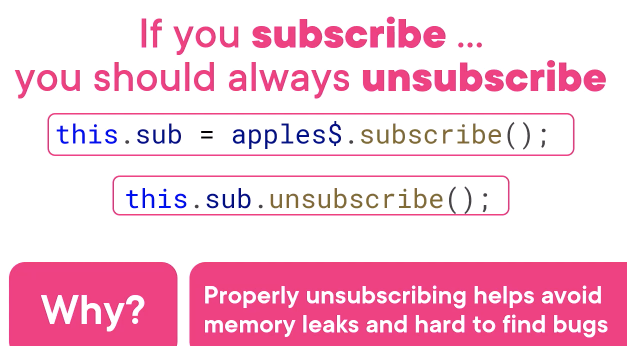 If you subscribe ...
you should always unsubscribe
this.sub = apples$.subscribe();
this.sub.unsubscribe();
Why?
Properly unsubscribing helps avoid
memory leaks and hard to find bugs